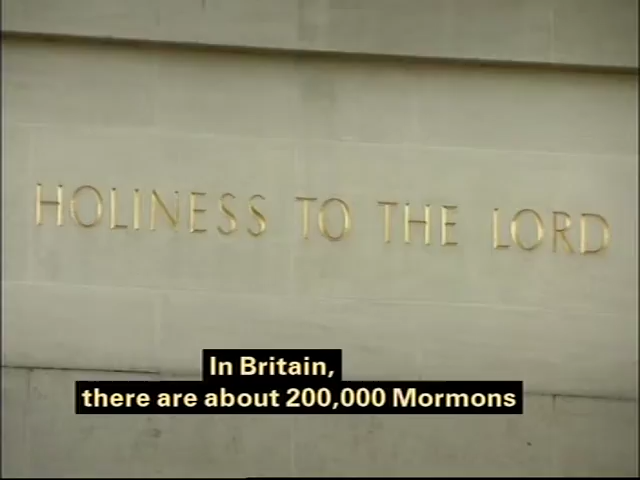 HOLINESS TO THE LORD
In Britain,
there are about 200,000 Mormons